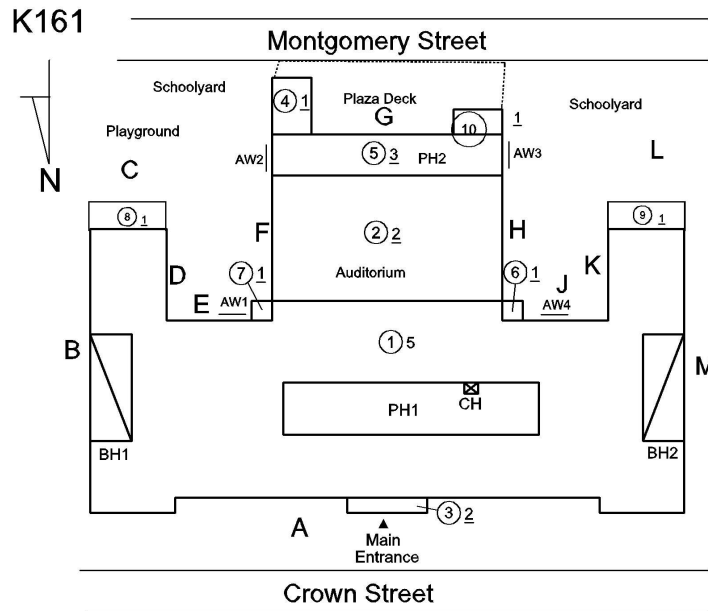 K161
Montgomery Street
Schoolyard
4 1
Plaza Deck
G
10
1
Schoolyard
Playground
N
C
AW2
5 3
PH2
AW3
L
8 1
F
2 2
H
9 1
D
7 1
Auditorium
6 1
J
K
E
AW1
AW4
B
1 5
M
PH1
CH
BH1
BH2
A
3 2
Main
Entrance
Crown Street